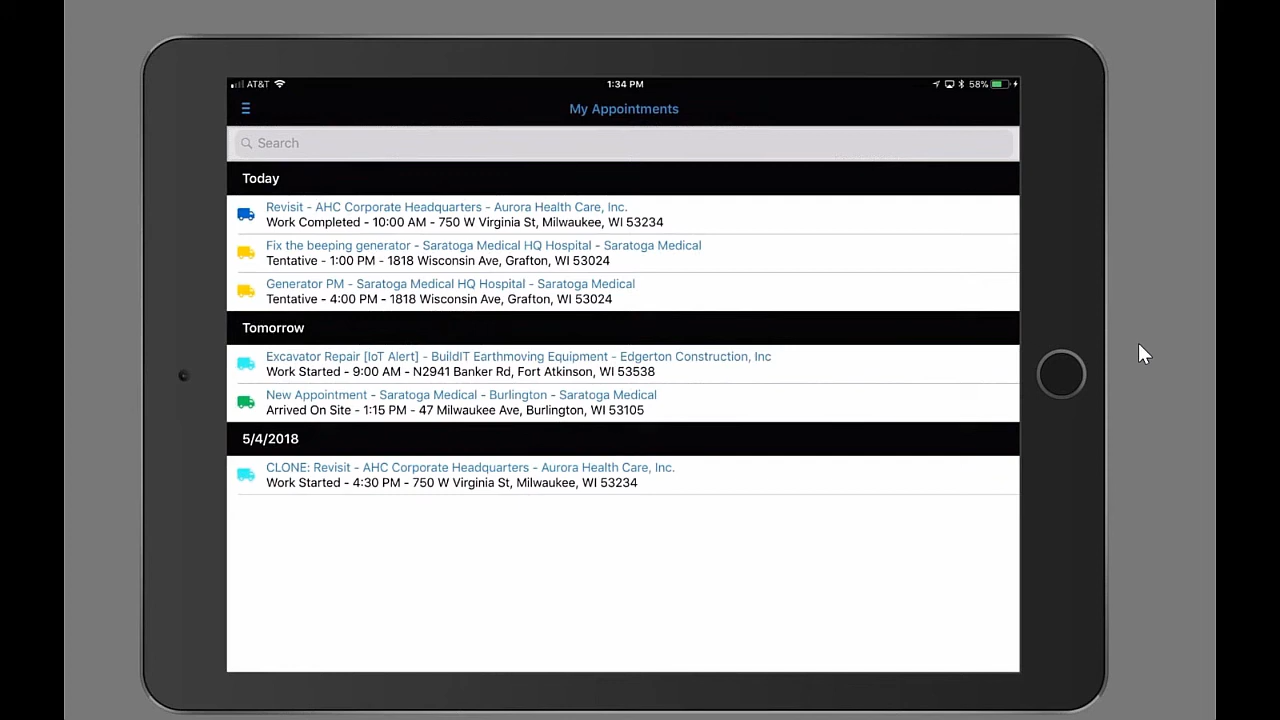 AT&T
1:34 PM
58%
My Appointments
Search
Today
Revisit - AHC Corporate Headquarters - Aurora Health Care, Inc.
Work Completed - 10:00 AM - 750 W Virginia St, Milwaukee, WI 53234
Fix the beeping generator - Saratoga Medical HQ Hospital - Saratoga Medical
Tentative - 1:00 PM - 1818 Wisconsin Ave, Grafton, WI 53024
Generator PM - Saratoga Medical HQ Hospital - Saratoga Medical
Tentative - 4:00 PM - 1818 Wisconsin Ave, Grafton, WI 53024
Tomorrow
Excavator Repair [IoT Alert] - BuildIT Earthmoving Equipment - Edgerton Construction, Inc
Work Started - 9:00 AM - N2941 Banker Rd, Fort Atkinson, WI 53538
New Appointment - Saratoga Medical - Burlington - Saratoga Medical
Arrived On Site - 1:15 PM - 47 Milwaukee Ave, Burlington, WI 53105
5/4/2018
CLONE: Revisit - AHC Corporate Headquarters - Aurora Health Care, Inc.
Work Started - 4:30 PM - 750 W Virginia St, Milwaukee, WI 53234